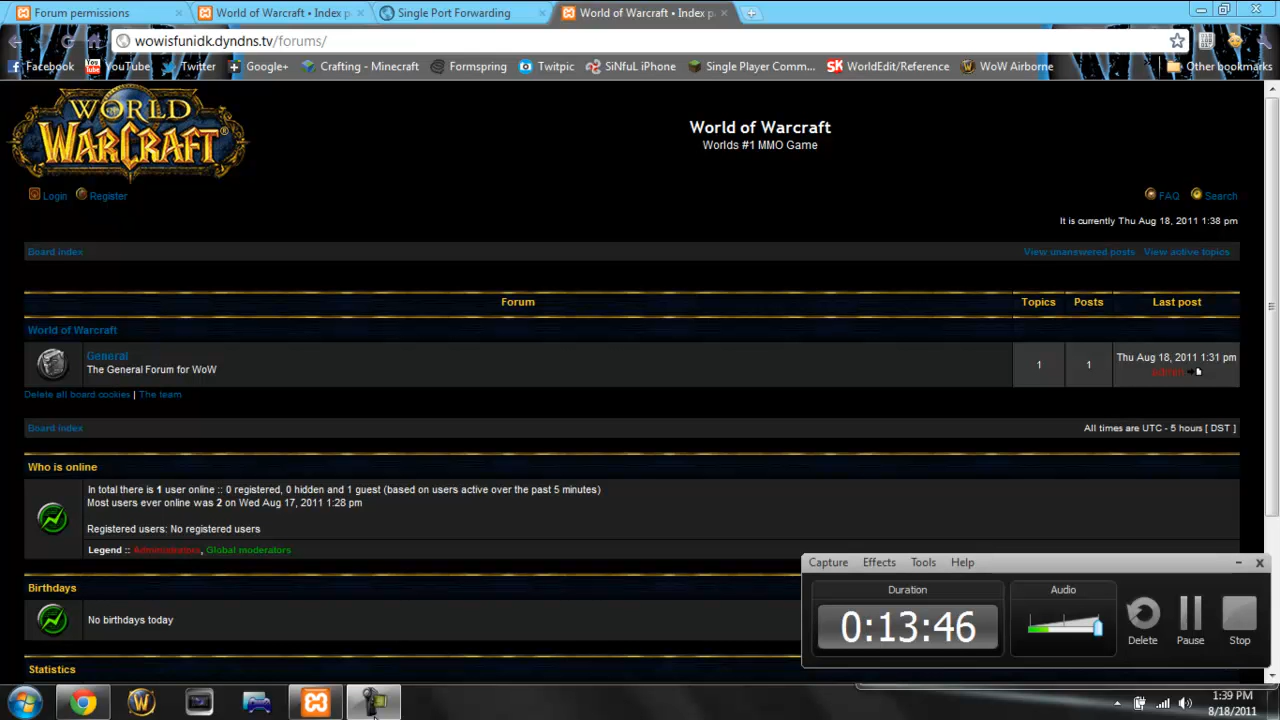 Forum permissions
World of Warcraft • Index p
Single Port Forwarding
World of Warcraft • Index p
wowisfunidk.dyndns.tv/forums/
Facebook YouTube Twitter Google+ Crafting - Minecraft Formspring Twitpic SiNfuL iPhone Single Player Comm... WorldEdit/Reference WoW Airborne Other bookmarks
WORLD
WARCRAFT
World of Warcraft
Worlds #1 MMO Game
Login Register FAQ Search
It is currently Thu Aug 18, 2011 1:38 pm
Board index View unanswered posts View active topics
Forum Topics Posts Last post
World of Warcraft
General
The General Forum for WoW
1 1
Thu Aug 18, 2011 1:31 pm
admin
Delete all board cookies | The team
Board index All times are UTC - 5 hours [ DST ]
Who is online
In total there is 1 user online :: 0 registered, 0 hidden and 1 guest (based on users active over the past 5 minutes)
Most users ever online was 2 on Wed Aug 17, 2011 1:28 pm
Registered users: No registered users
Legend :: Administrators, Global moderators
Birthdays
No birthdays today
Statistics
Capture Effects Tools Help
Duration
0:13:46
Audio
Delete Pause Stop
1:39 PM
8/18/2011